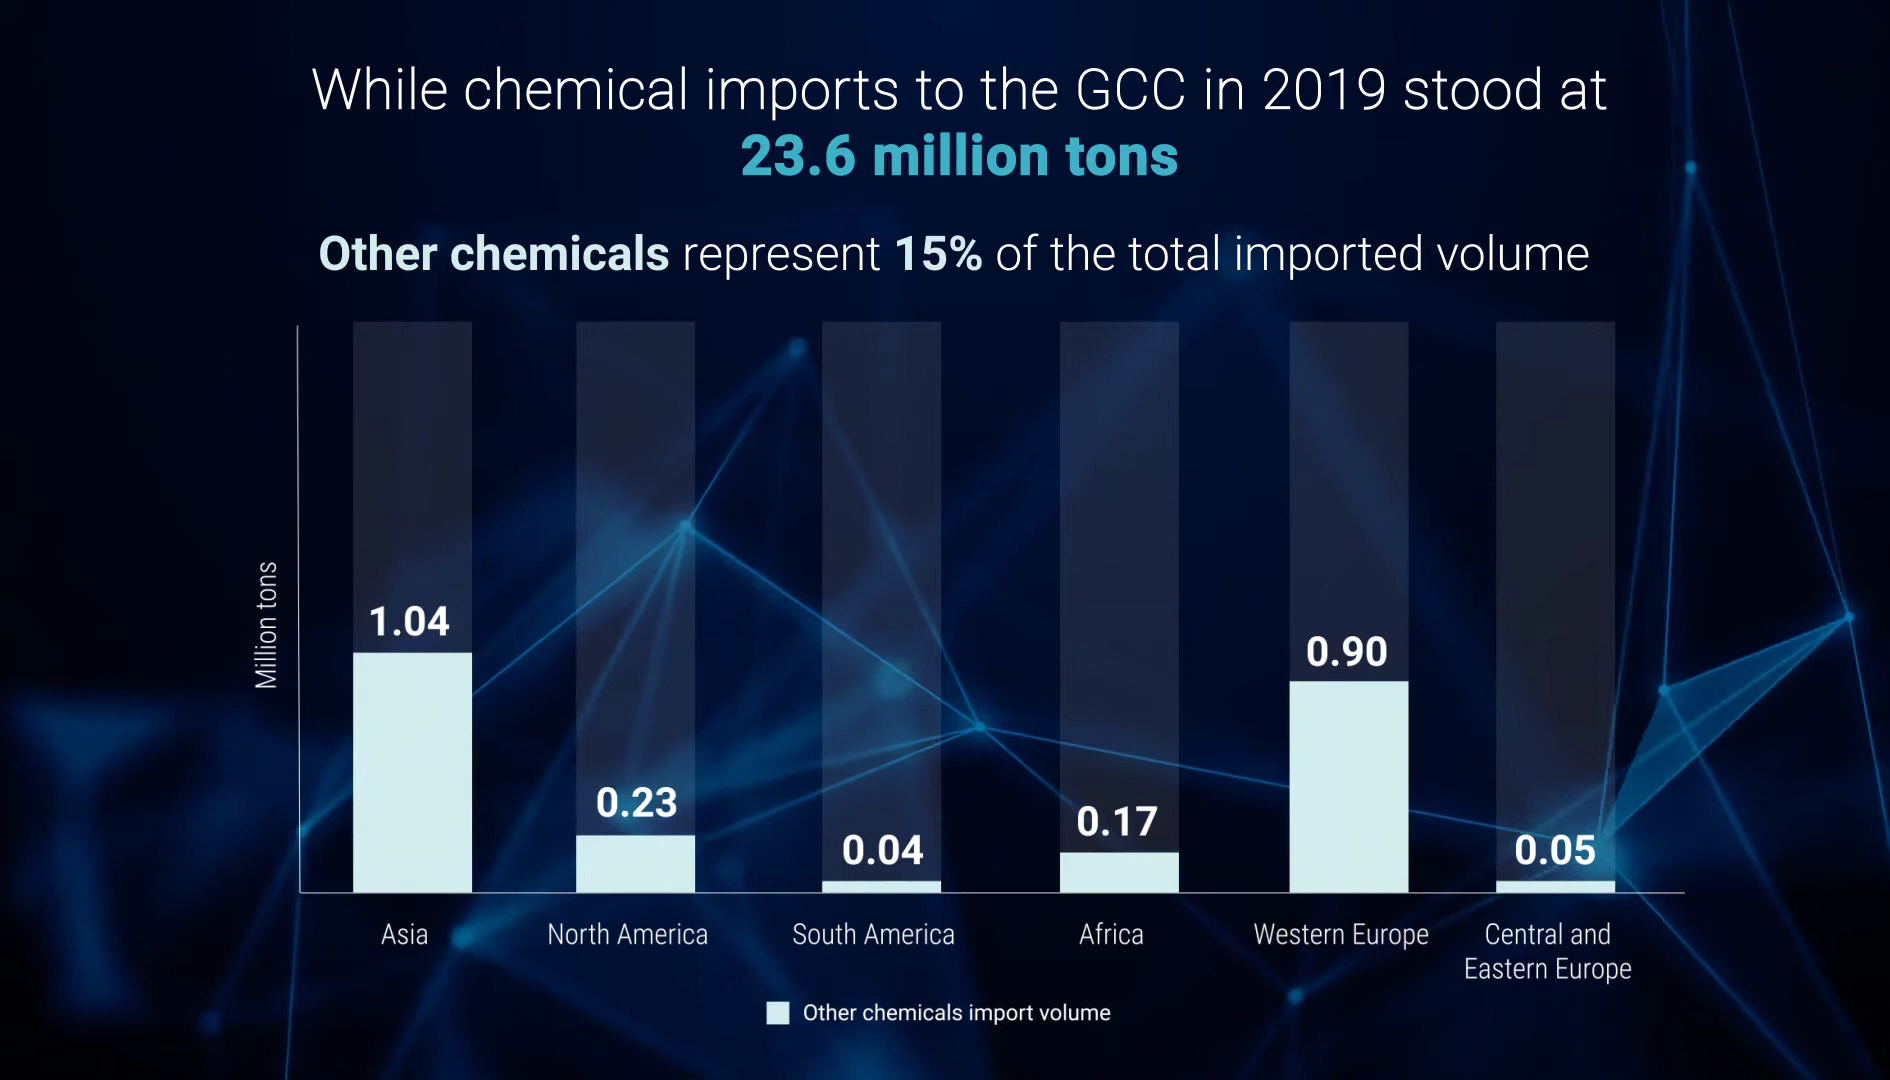 While chemical imports to the GCC in 2019 stood at
23.6 million tons
Other chemicals represent 15% of the total imported volume
Million tons
1.04
0.23
0.04
0.17
0.90
0.05
Asia
North America
South America
Africa
Western Europe
Central and
Eastern Europe
Other chemicals import volume